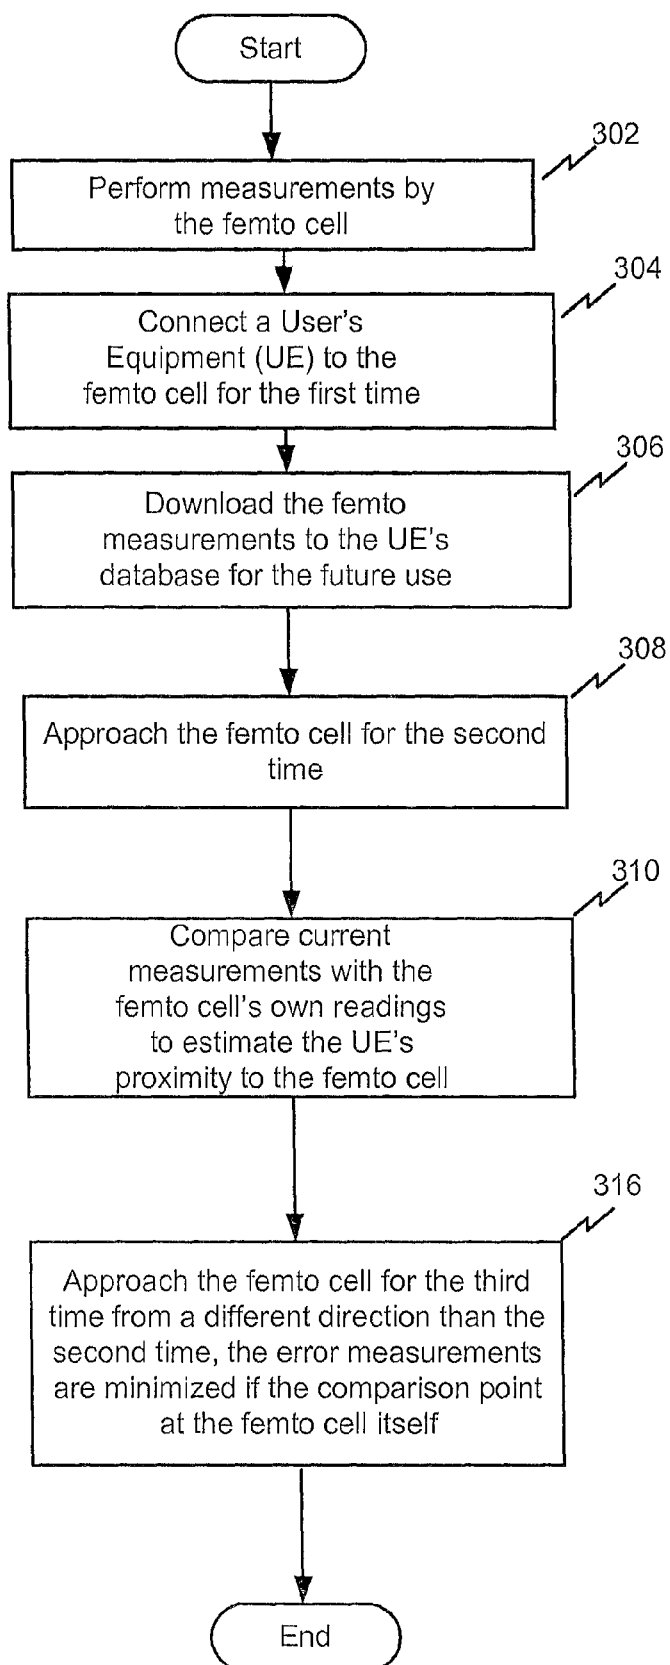 Start
302
Perform measurements by
the femto cell
304
Connect a User's
Equipment (UE) to the
femto cell for the first time
306
Download the femto
measurements to the UE's
database for the future use
308
Approach the femto cell for the second
time
310
Compare current
measurements with the
femto cell's own readings
to estimate the UE's
proximity to the femto cell
316
Approach the femto cell for the third
time from a different direction than the
second time, the error measurements
are minimized if the comparison point
at the femto cell itself
End